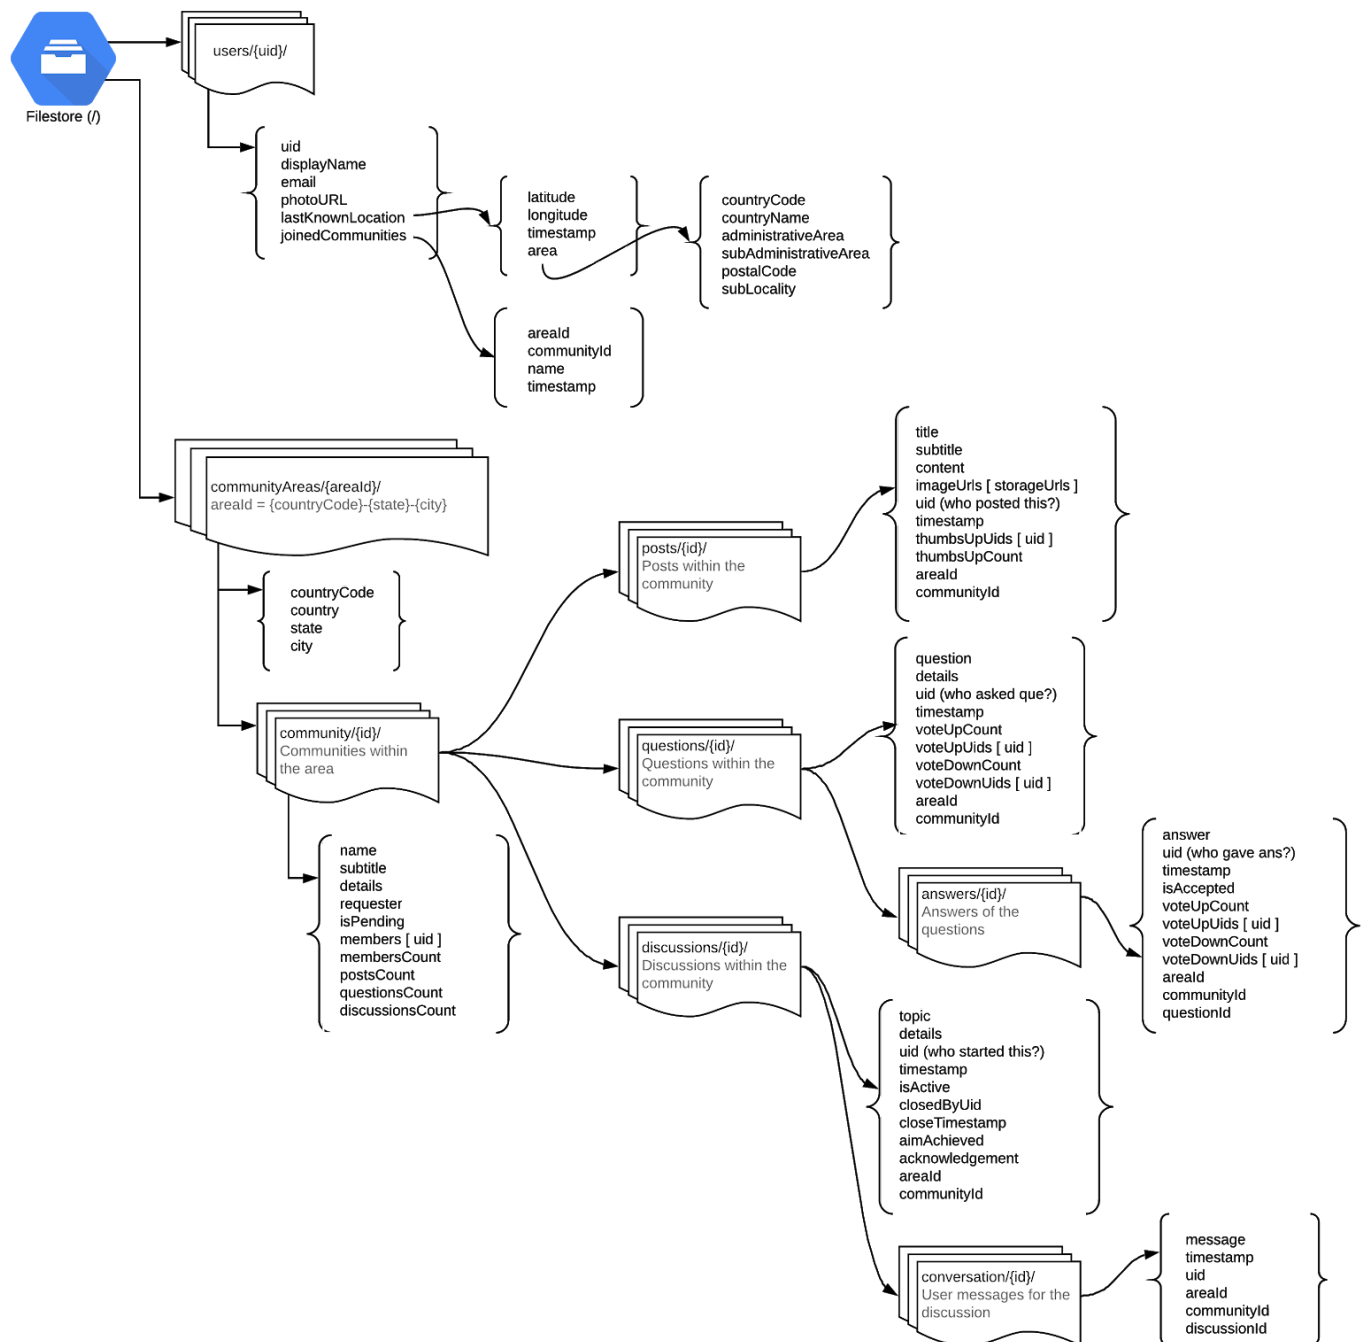 Filestore (/)
users/{uid}/
uid
displayName
email
photoURL
lastKnownLocation
joinedCommunities
latitude
longitude
timestamp
area
countryCode
countryName
administrativeArea
subAdministrativeArea
postalCode
subLocality
areaId
communityId
name
timestamp
communityAreas/{areaId}/
areaId = {countryCode}-{state}-{city}
countryCode
country
state
city
community/{id}/
Communities within
the area
name
subtitle
details
requester
isPending
members [ uid ]
membersCount
postsCount
questionsCount
discussionsCount
posts/{id}/
Posts within the
community
title
subtitle
content
imageUrls [ storageUrls ]
uid (who posted this?)
timestamp
thumbsUpUids [ uid ]
thumbsUpCount
areaId
communityId
questions/{id}/
Questions within the
community
question
details
uid (who asked que?)
timestamp
voteUpCount
voteUpUids [ uid ]
voteDownCount
voteDownUids [ uid ]
areaId
communityId
answers/{id}/
Answers of the
questions
answer
uid (who gave ans?)
timestamp
isAccepted
voteUpCount
voteUpUids [ uid ]
voteDownCount
voteDownUids [ uid ]
areaId
communityId
questionId
discussions/{id}/
Discussions within the
community
topic
details
uid (who started this?)
timestamp
isActive
closedByUid
closeTimestamp
aimAchieved
acknowledgement
areaId
communityId
conversation/{id}/
User messages for the
discussion
message
timestamp
uid
areaId
communityId
discussionId